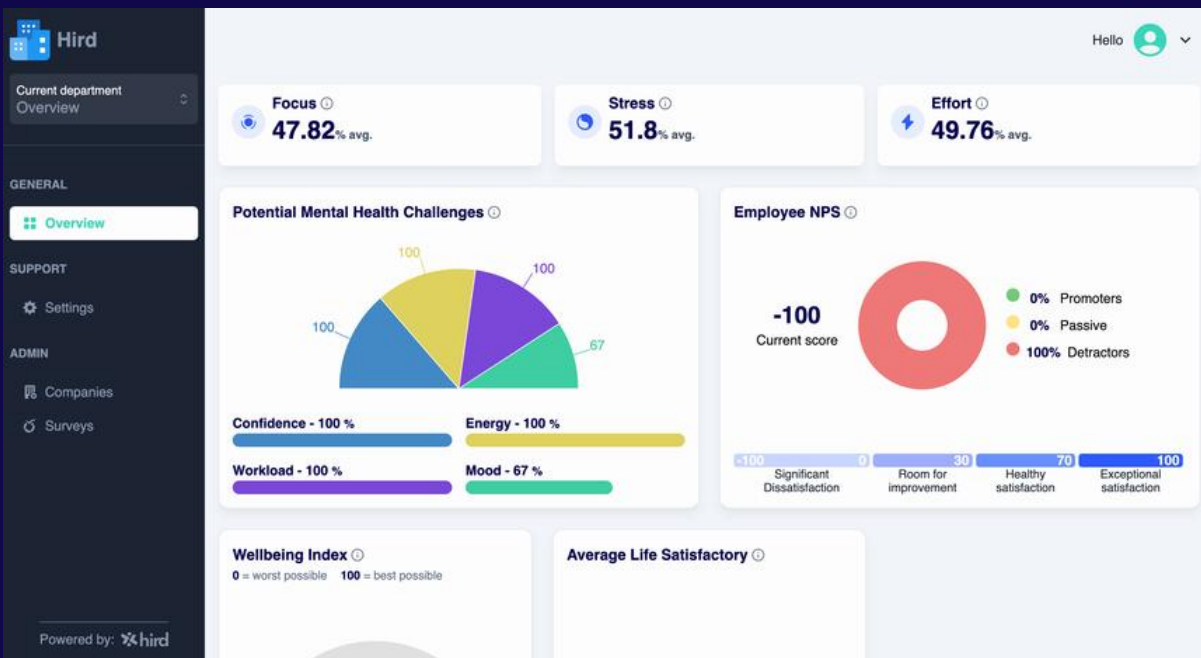 Hird
Current department
Overview
GENERAL
Overview
SUPPORT
Settings
ADMIN
Companies
Surveys
Powered by: hird
Hello
Focus
47.82% avg.
Stress
51.8% avg.
Effort
49.76% avg.
Potential Mental Health Challenges
100
100
100
67
Confidence - 100 %
Energy - 100 %
Workload - 100 %
Mood - 67 %
Employee NPS
-100
Current score
0% Promoters
0% Passive
100% Detractors
-100 0 30 70 100
Significant Dissatisfaction
Room for improvement
Healthy satisfaction
Exceptional satisfaction
Wellbeing Index
0 = worst possible 100 = best possible
Average Life Satisfactory